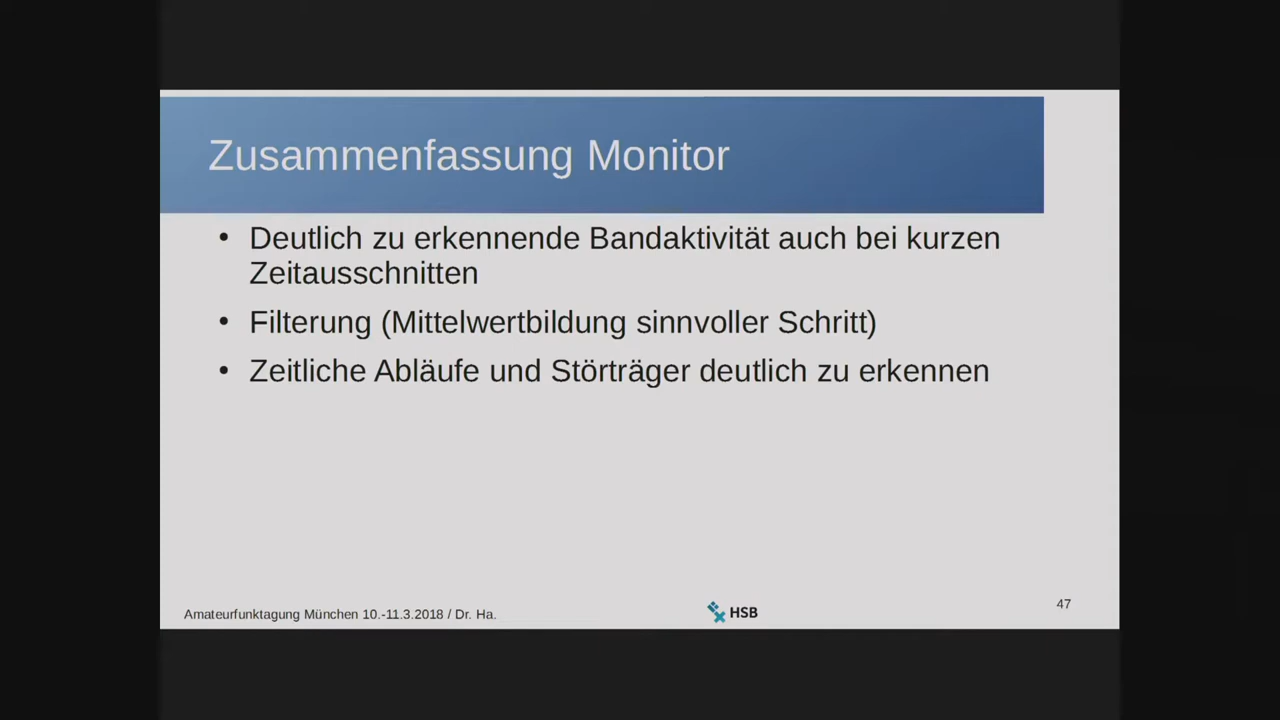 Zusammenfassung Monitor
• Deutlich zu erkennende Bandaktivität auch bei kurzen
Zeitausschnitten
• Filterung (Mittelwertbildung sinnvoller Schritt)
• Zeitliche Abläufe und Störträger deutlich zu erkennen
Amateurfunktagung München 10.-11.3.2018 / Dr. Ha.
HSB
47